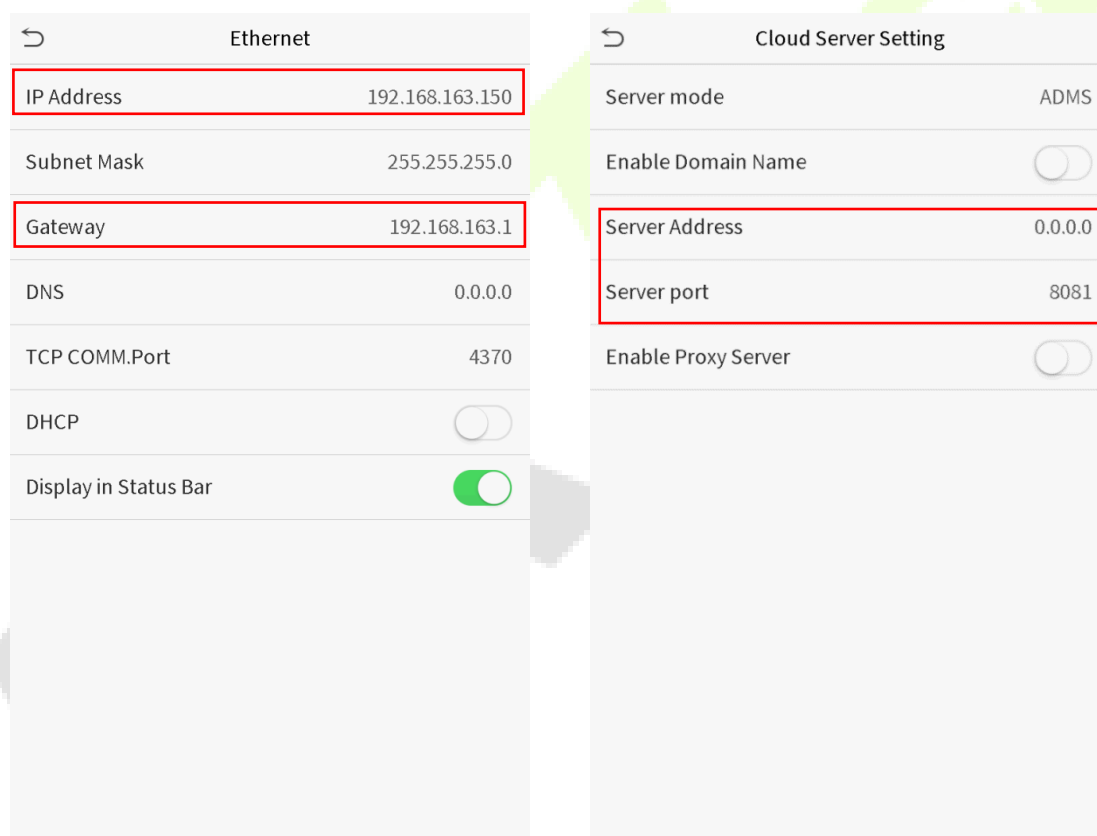 Ethernet
IP Address 192.168.163.150
Subnet Mask 255.255.255.0
Gateway 192.168.163.1
DNS 0.0.0.0
TCP COMM.Port 4370
DHCP
Display in Status Bar
Cloud Server Setting
Server mode ADMS
Enable Domain Name
Server Address 0.0.0.0
Server port 8081
Enable Proxy Server